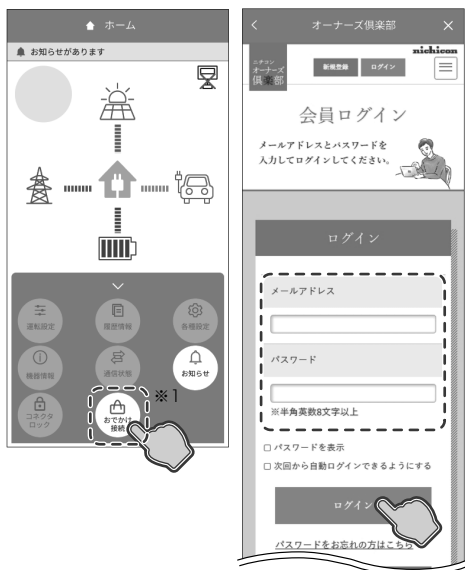 ホーム
お知らせがあります
運転設定
履歴情報
各種設定
機器情報
通信状態
お知らせ
コネクタ
ロック
おでかけ
接続
※1
オーナーズ倶楽部
nichicon
ニチコン
オーナーズ
倶楽部
新規登録
ログイン
会員ログイン
メールアドレスとパスワードを
入力してログインしてください。
ログイン
メールアドレス
パスワード
※半角英数8文字以上
パスワードを表示
次回から自動ログインできるようにする
ログイン
パスワードをお忘れの方はこちら